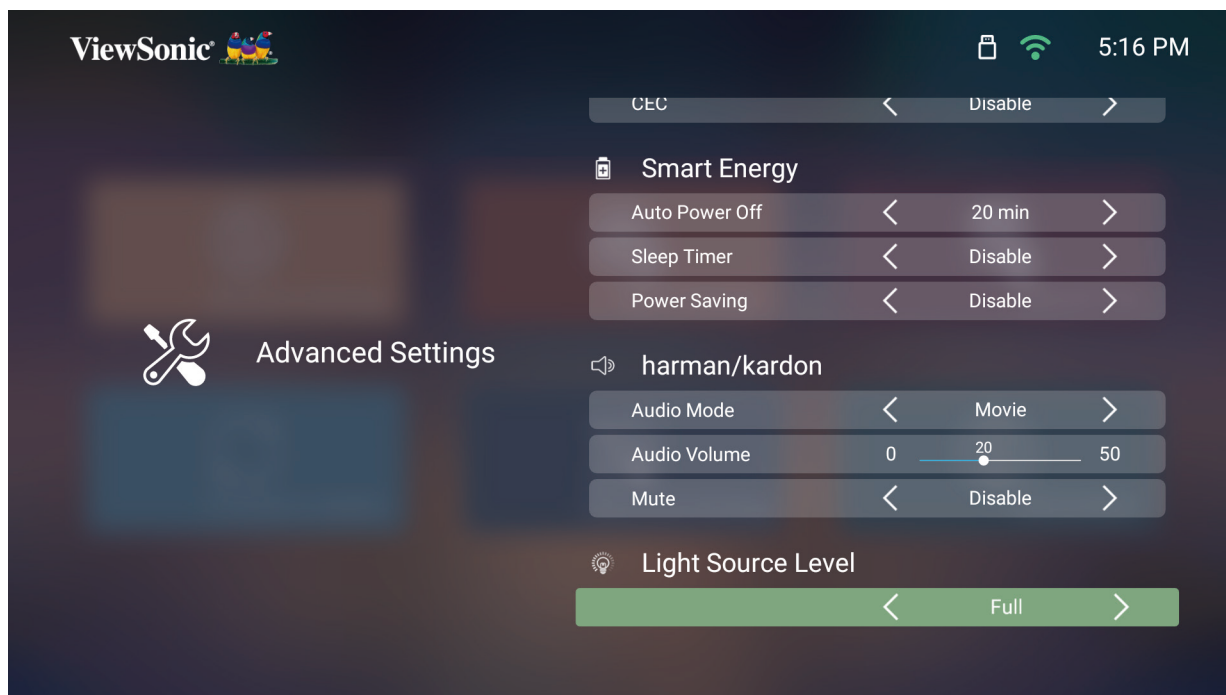 ViewSonic®
5:16 PM
CEC Disable
Smart Energy
Auto Power Off 20 min
Sleep Timer Disable
Power Saving Disable
Advanced Settings
harman/kardon
Audio Mode Movie
Audio Volume 0 20 50
Mute Disable
Light Source Level
Full